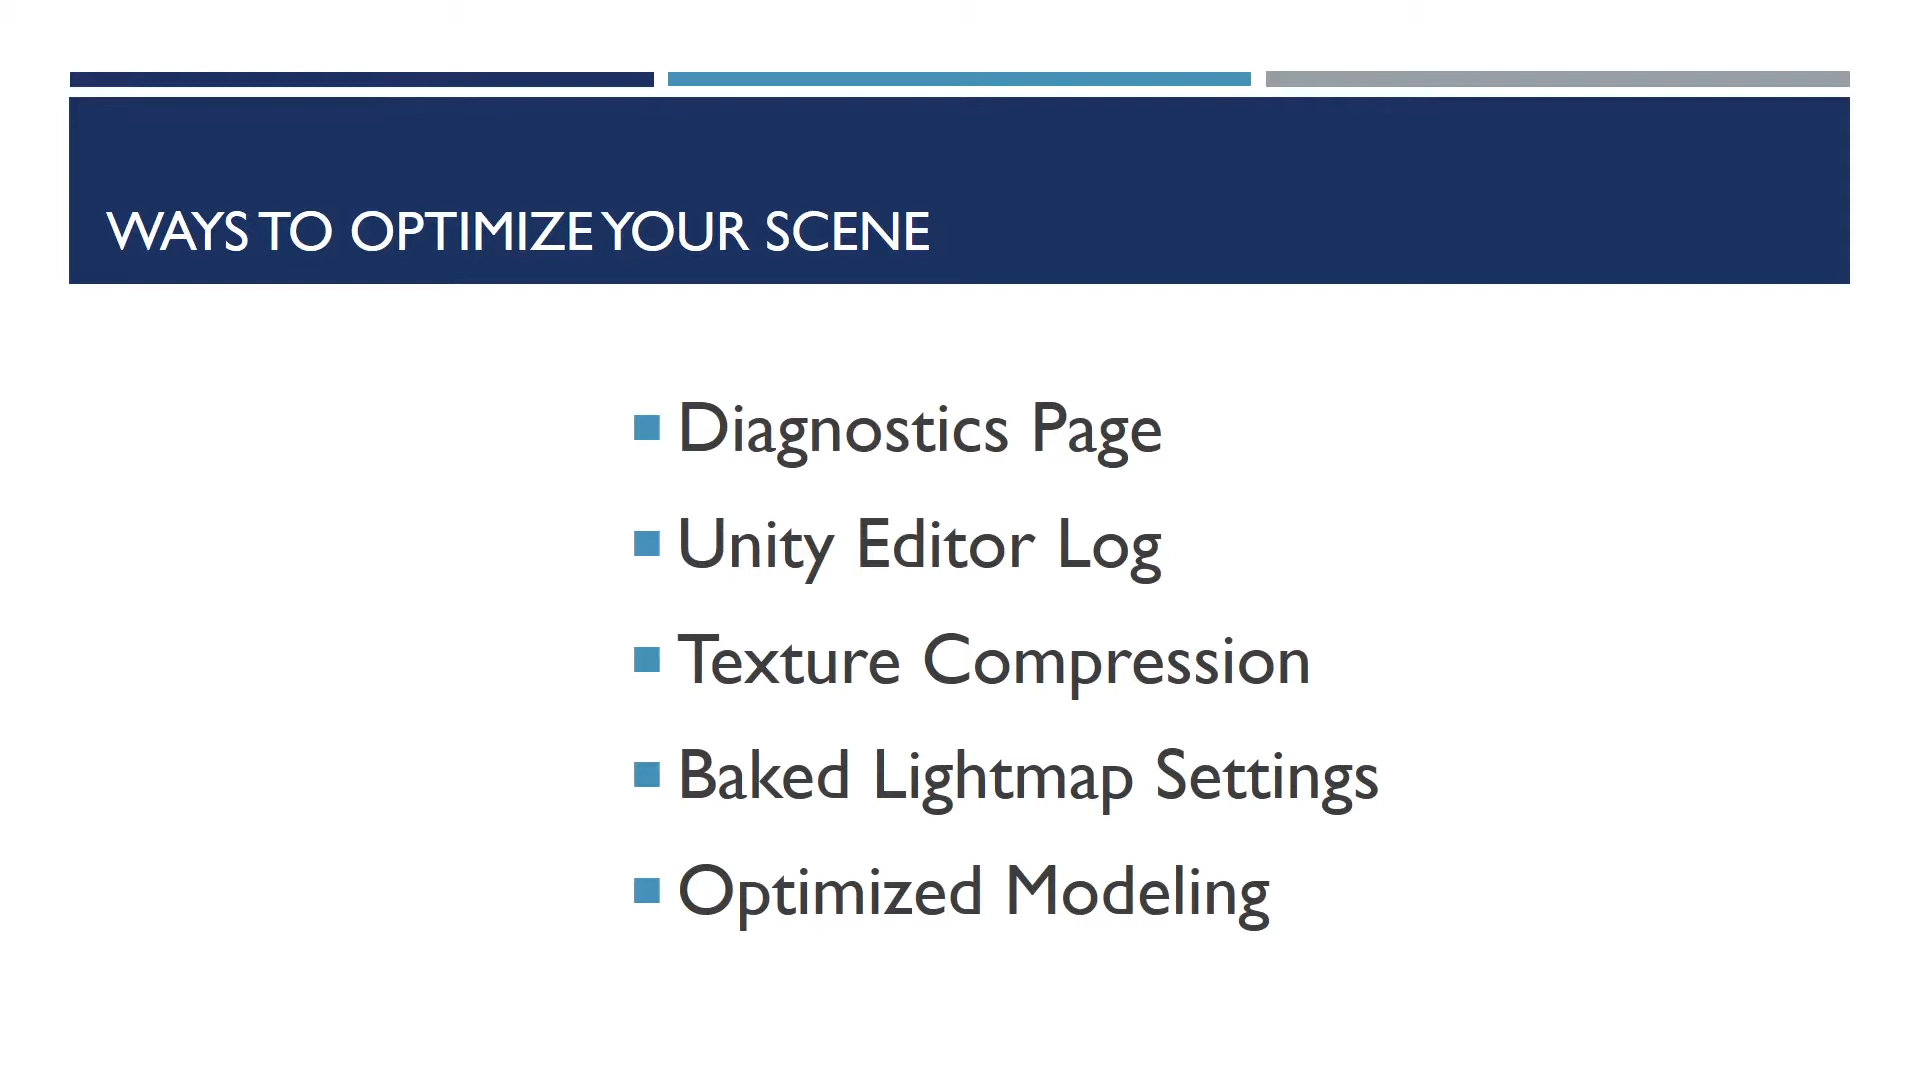 WAYS TO OPTIMIZE YOUR SCENE
Diagnostics Page
Unity Editor Log
Texture Compression
Baked Lightmap Settings
Optimized Modeling